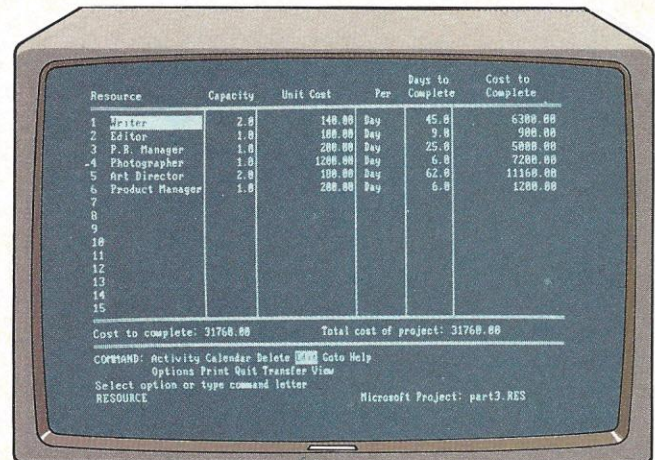 Days to Cost to
Resource Capacity Unit Cost Per Complete Complete
1 Writer 2.0 140.00 Day 45.0 6300.00
2 Editor 1.0 100.00 Day 9.0 900.00
3 P.R. Manager 1.0 200.00 Day 25.0 5000.00
4 Photographer 1.0 1200.00 Day 6.0 7200.00
5 Art Director 2.0 180.00 Day 62.0 11160.00
6 Product Manager 1.0 200.00 Day 6.0 1200.00
7
8
9
10
11
12
13
14
15
Cost to complete: 31760.00 Total cost of project: 31760.00
COMMAND: Activity Calendar Delete Edit Goto Help
Options Print Quit Transfer View
Select option or type command letter
RESOURCE Microsoft Project: part3.RES